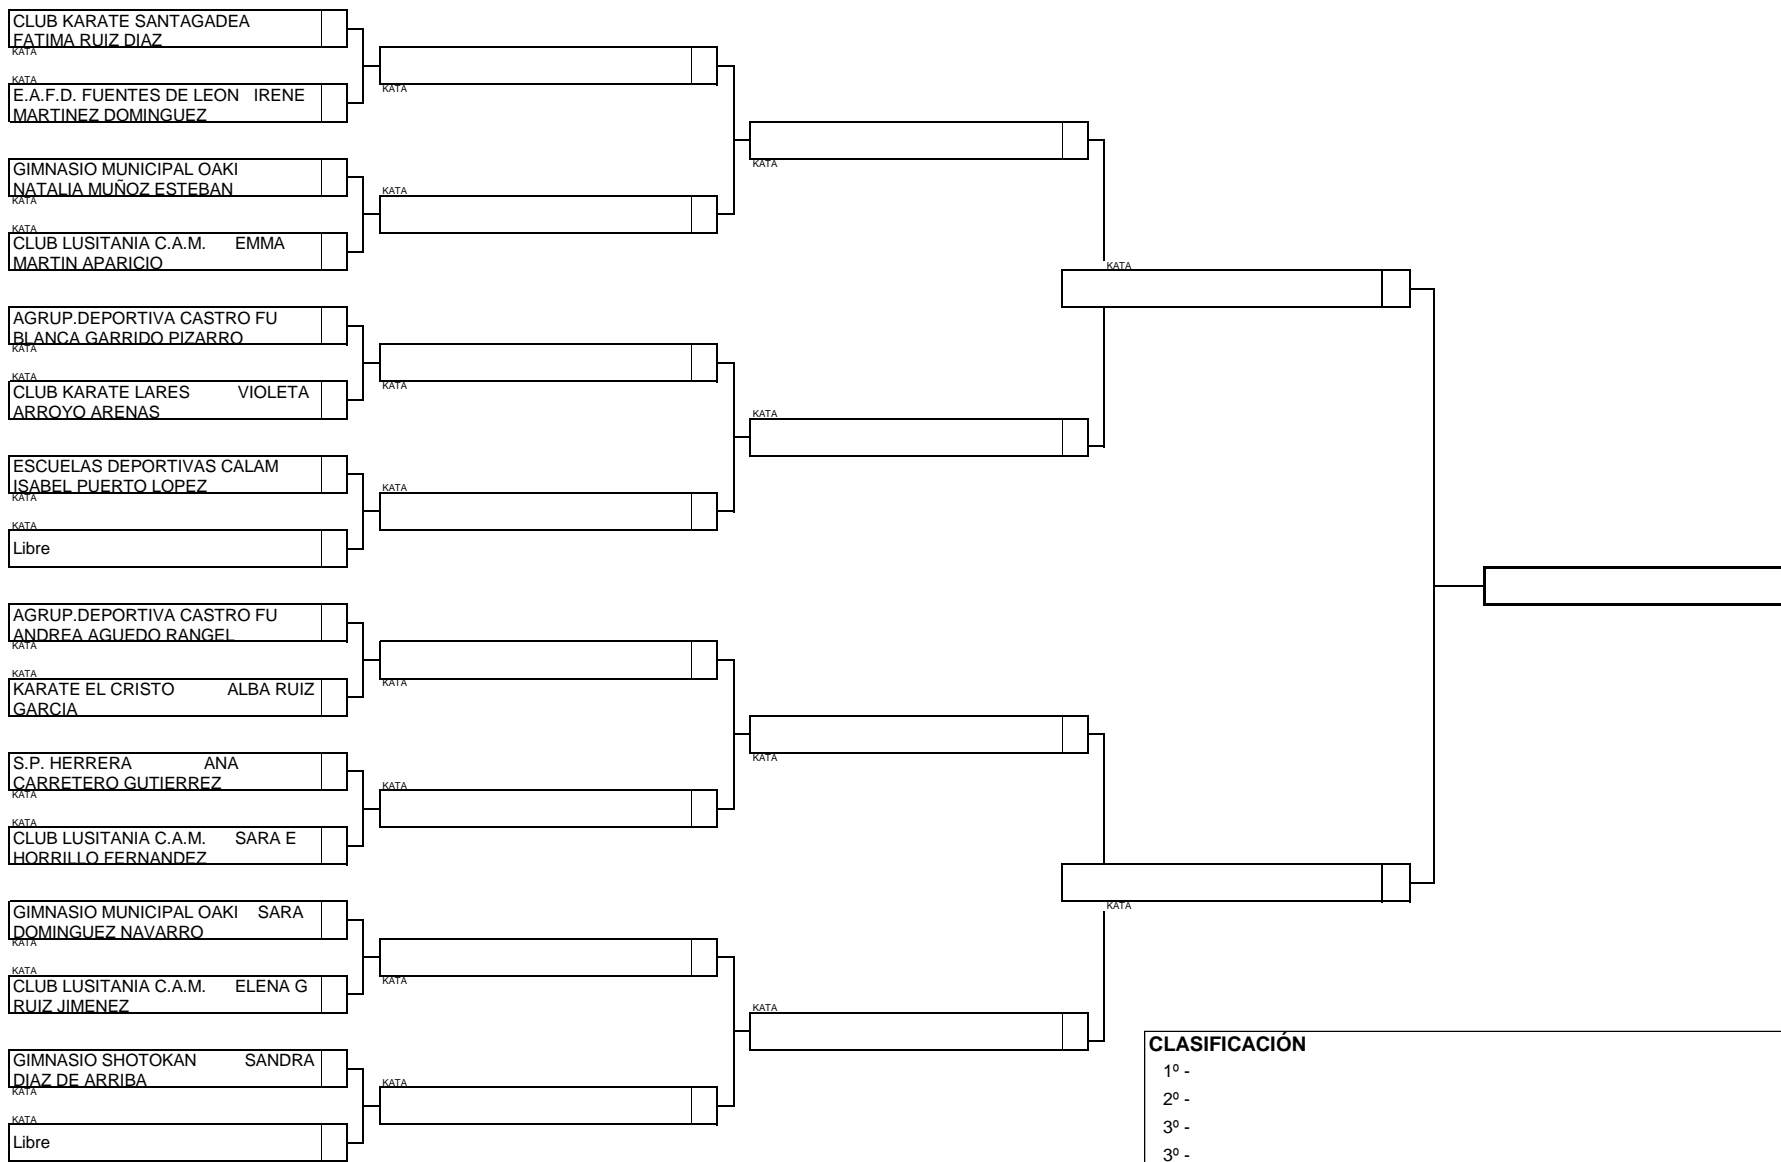 CLUB KARATE SANTAGADEA
FATIMA RUIZ DIAZ
KATA
KATA
E.A.F.D. FUENTES DE LEON IRENE
MARTINEZ DOMINGUEZ
GIMNASIO MUNICIPAL OAKI
NATALIA MUÑOZ ESTEBAN
KATA
KATA
CLUB LUSITANIA C.A.M. EMMA
MARTIN APARICIO
AGRUP.DEPORTIVA CASTRO FU
BLANCA GARRIDO PIZARRO
KATA
KATA
CLUB KARATE LARES VIOLETA
ARROYO ARENAS
ESCUELAS DEPORTIVAS CALAM
ISABEL PUERTO LOPEZ
KATA
KATA
Libre
AGRUP.DEPORTIVA CASTRO FU
ANDREA AGUEDO RANGEL
KATA
KATA
KARATE EL CRISTO ALBA RUIZ
GARCIA
S.P. HERRERA ANA
CARRETERO GUTIERREZ
KATA
KATA
CLUB LUSITANIA C.A.M. SARA E
HORRILLO FERNANDEZ
GIMNASIO MUNICIPAL OAKI SARA
DOMINGUEZ NAVARRO
KATA
KATA
CLUB LUSITANIA C.A.M. ELENA G
RUIZ JIMENEZ
GIMNASIO SHOTOKAN SANDRA
DIAZ DE ARRIBA
KATA
KATA
Libre
KATA
KATA
KATA
KATA
KATA
KATA
KATA
KATA
KATA
KATA
KATA
KATA
KATA
KATA
CLASIFICACIÓN
1º -
2º -
3º -
3º -